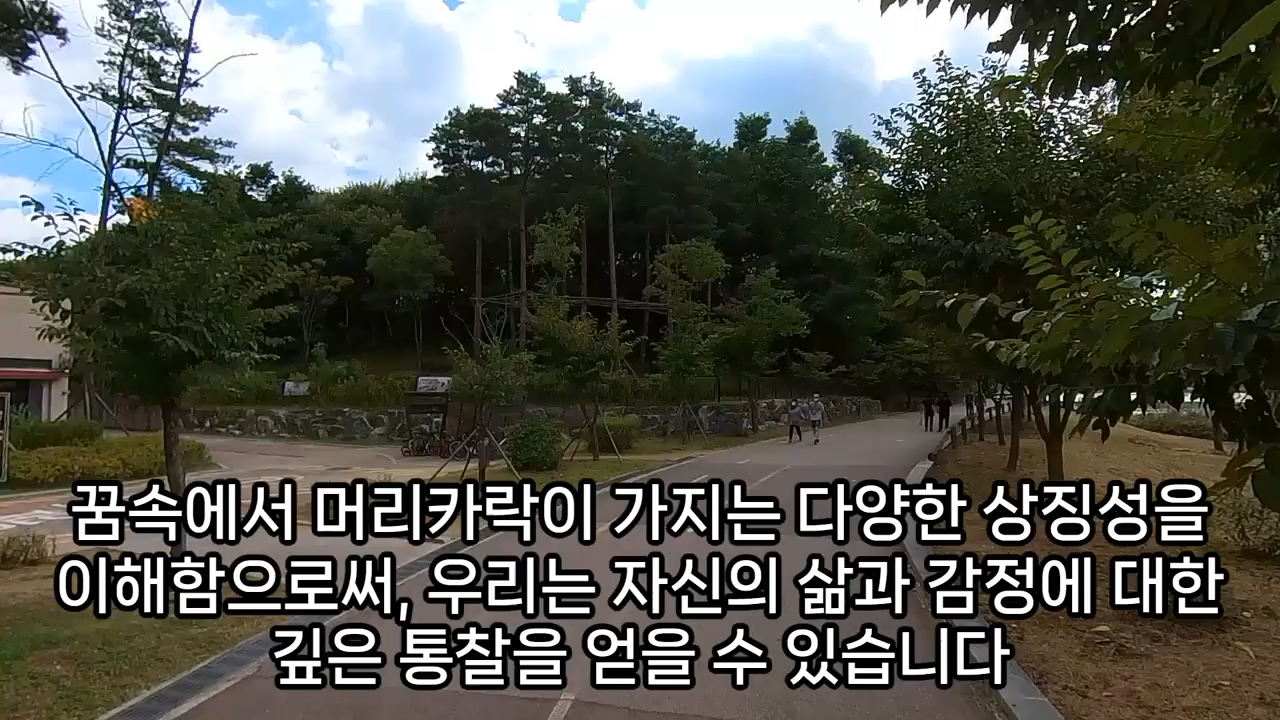 꿈속에서 머리카락이 가지는 다양한 상징성을
이해함으로써, 우리는 자신의 삶과 감정에 대한
깊은 통찰을 얻을 수 있습니다